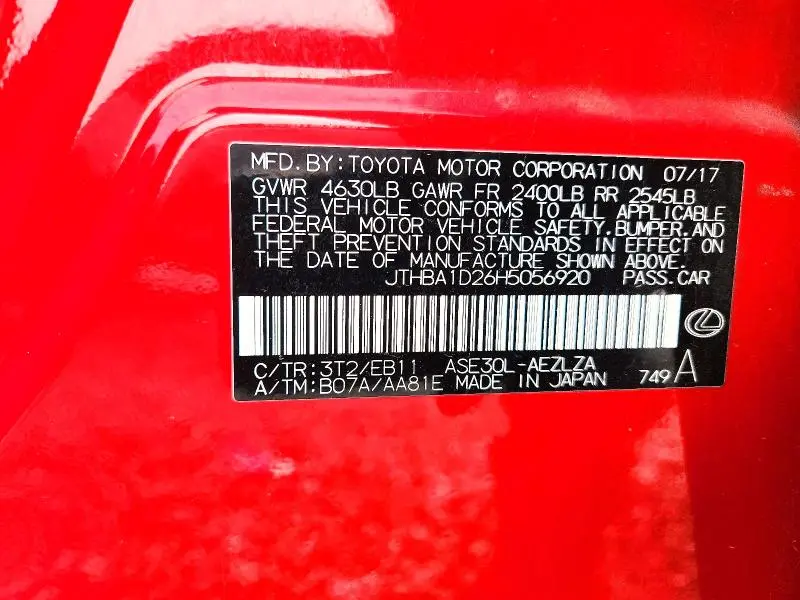 MFD. BY: TOYOTA MOTOR CORPORATION 07/17
GVWR 4630LB GAWR FR 2400LB RR 2545LB
THIS VEHICLE CONFORMS TO ALL APPLICABLE
FEDERAL MOTOR VEHICLE SAFETY, BUMPER, AND
THEFT PREVENTION STANDARDS IN EFFECT ON
THE DATE OF MANUFACTURE SHOWN ABOVE.
JTHBA1D26H5056920 PASS. CAR
C/TR: 3T2/EB11 ASE30L-AEZLZA
A/TM: B07A/AA81E MADE IN JAPAN 749 A